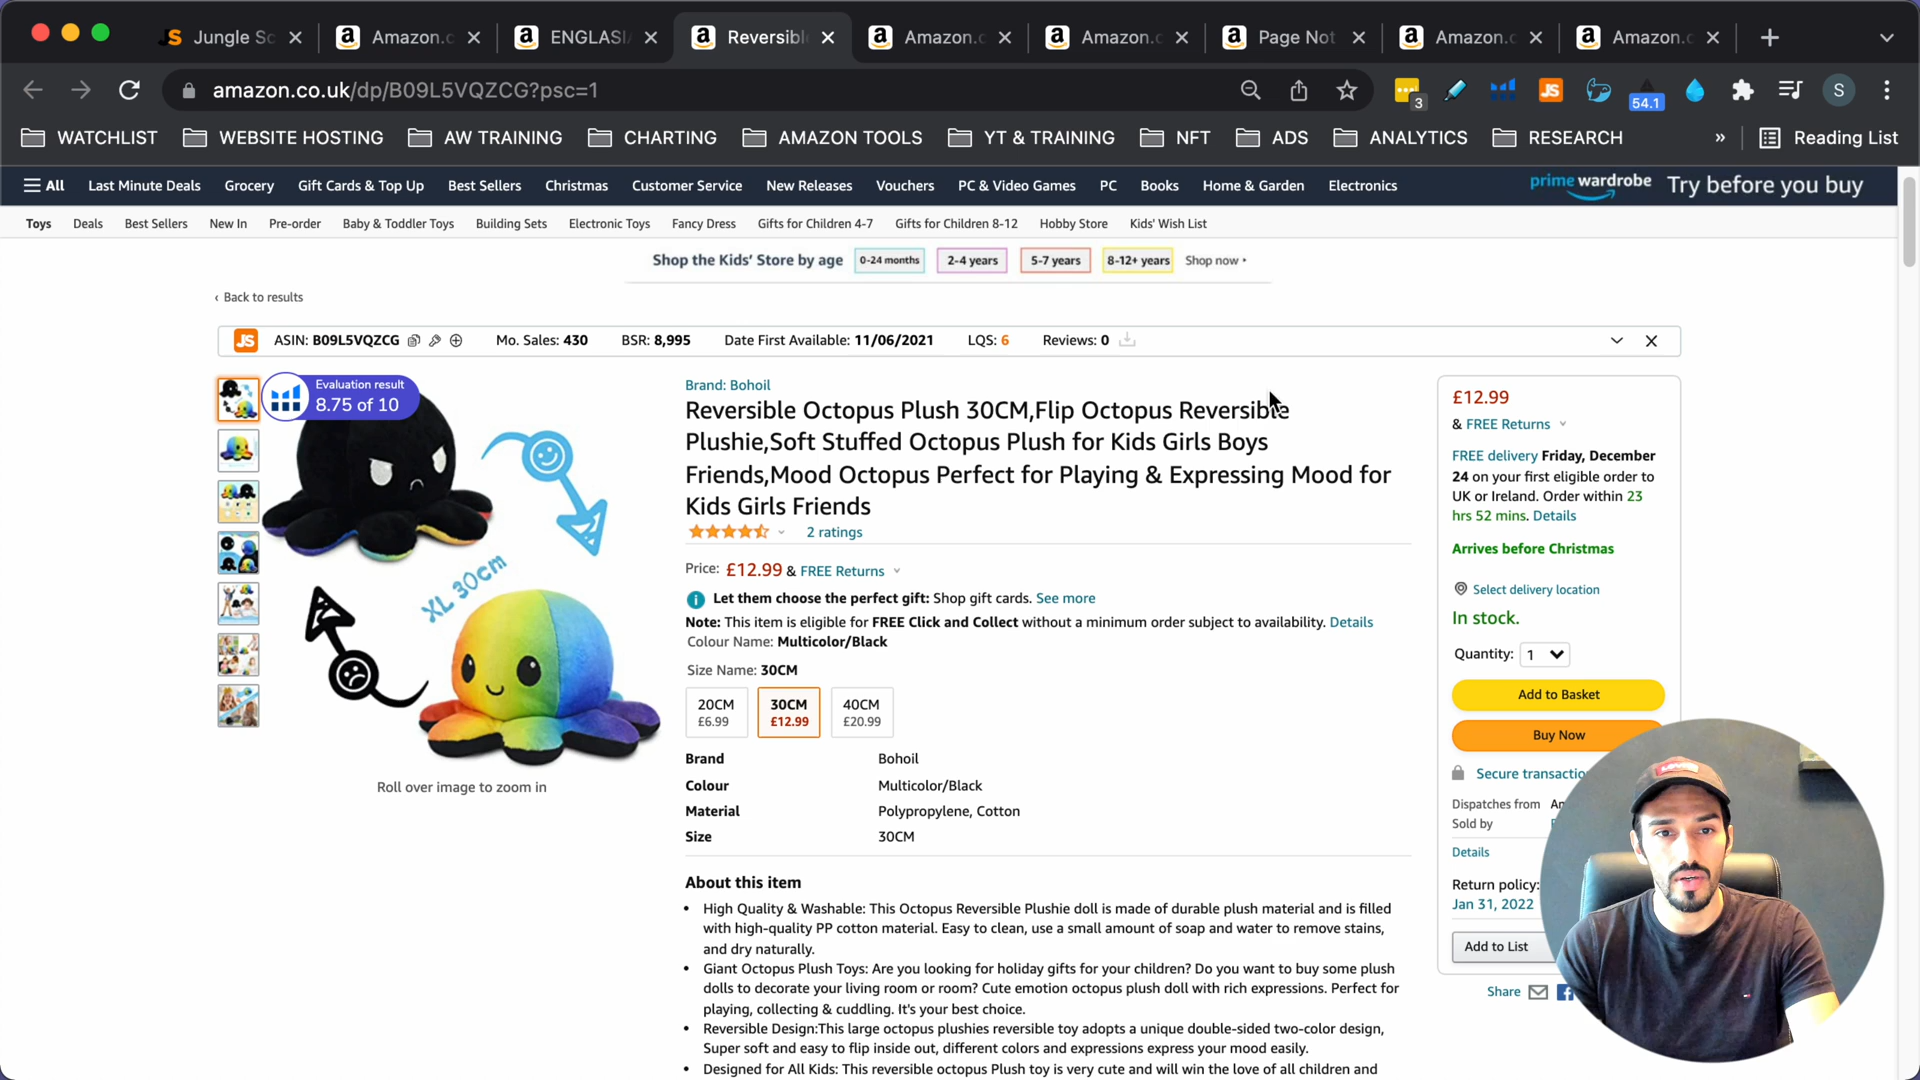 Jungle Sc
Amazon.c
ENGLASI
Reversibl
Amazon.c
Amazon.c
Page Not
Amazon.c
Amazon.c
amazon.co.uk/dp/B09L5VQZCG?psc=1
3
JS
54.1
S
WATCHLIST
WEBSITE HOSTING
AW TRAINING
CHARTING
AMAZON TOOLS
YT & TRAINING
NFT
ADS
ANALYTICS
RESEARCH
»
Reading List
All
Last Minute Deals
Grocery
Gift Cards & Top Up
Best Sellers
Christmas
Customer Service
New Releases
Vouchers
PC & Video Games
PC
Books
Home & Garden
Electronics
prime wardrobe
Try before you buy
Toys
Deals
Best Sellers
New In
Pre-order
Baby & Toddler Toys
Building Sets
Electronic Toys
Fancy Dress
Gifts for Children 4-7
Gifts for Children 8-12
Hobby Store
Kids' Wish List
Shop the Kids' Store by age
0-24 months
2-4 years
5-7 years
8-12+ years
Shop now ›
‹ Back to results
JS
ASIN: B09L5VQZCG
Mo. Sales: 430
BSR: 8,995
Date First Available: 11/06/2021
LQS: 6
Reviews: 0
Evaluation result
8.75 of 10
XL 30cm
Roll over image to zoom in
Brand: Bohoil
Reversible Octopus Plush 30CM,Flip Octopus Reversible
Plushie,Soft Stuffed Octopus Plush for Kids Girls Boys
Friends,Mood Octopus Perfect for Playing & Expressing Mood for
Kids Girls Friends
2 ratings
Price: £12.99 & FREE Returns
Let them choose the perfect gift: Shop gift cards. See more
Note: This item is eligible for FREE Click and Collect without a minimum order subject to availability. Details
Colour Name: Multicolor/Black
Size Name: 30CM
20CM
£6.99
30CM
£12.99
40CM
£20.99
Brand Bohoil
Colour Multicolor/Black
Material Polypropylene, Cotton
Size 30CM
About this item
• High Quality & Washable: This Octopus Reversible Plushie doll is made of durable plush material and is filled
with high-quality PP cotton material. Easy to clean, use a small amount of soap and water to remove stains,
and dry naturally.
• Giant Octopus Plush Toys: Are you looking for holiday gifts for your children? Do you want to buy some plush
dolls to decorate your living room or room? Cute emotion octopus plush doll with rich expressions. Perfect for
playing, collecting & cuddling. It's your best choice.
• Reversible Design:This large octopus plushies reversible toy adopts a unique double-sided two-color design,
Super soft and easy to flip inside out, different colors and expressions express your mood easily.
• Designed for All Kids: This reversible octopus Plush toy is very cute and will win the love of all children and
£12.99
& FREE Returns
FREE delivery Friday, December
24 on your first eligible order to
UK or Ireland. Order within 23
hrs 52 mins. Details
Arrives before Christmas
Select delivery location
In stock.
Quantity: 1
Add to Basket
Buy Now
Secure transactio
Dispatches from
Sold by
Details
Return policy:
Jan 31, 2022
Add to List
Share